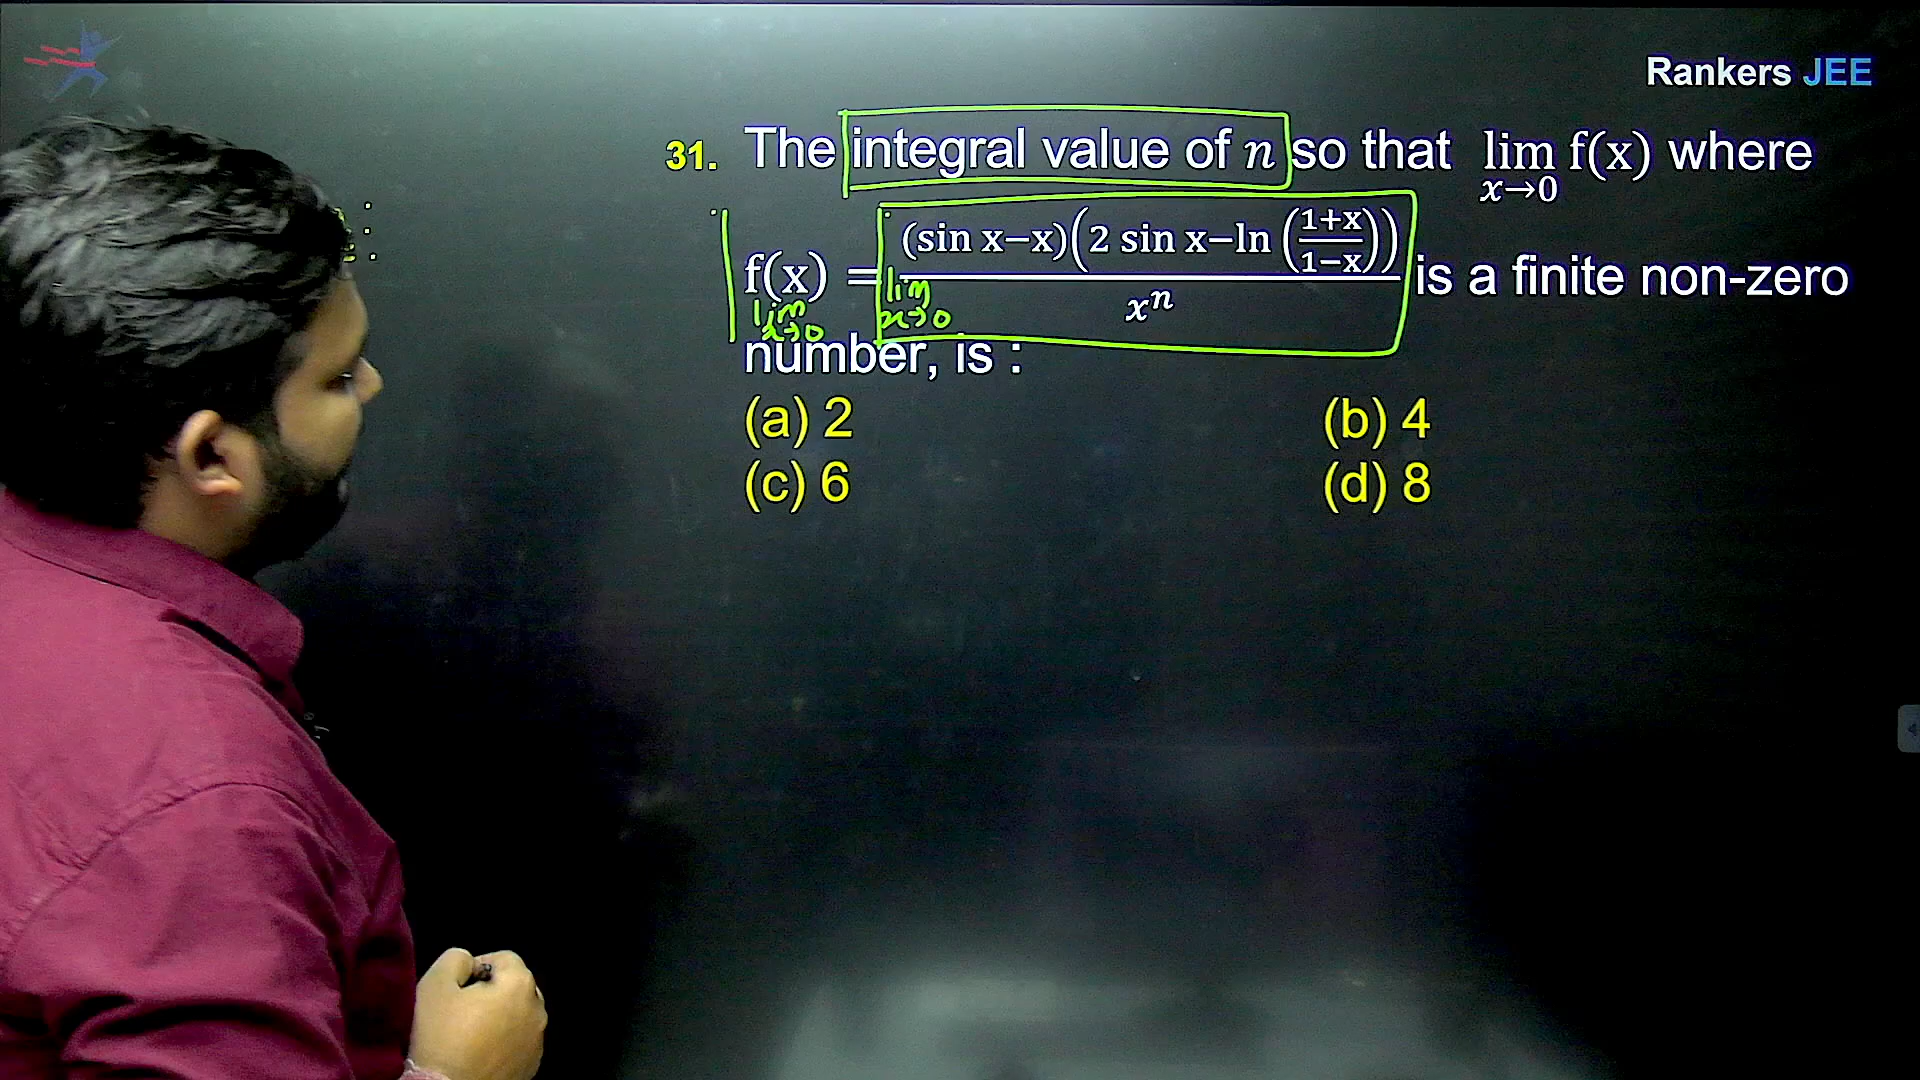 Rankers JEE
31. The integral value of n so that lim x→0 f(x) where
f(x) = (sin x−x)(2 sin x−ln((1+x)/(1−x))) / xⁿ is a finite non-zero
lim x→0 lim x→0
number, is :
(a) 2 (b) 4
(c) 6 (d) 8